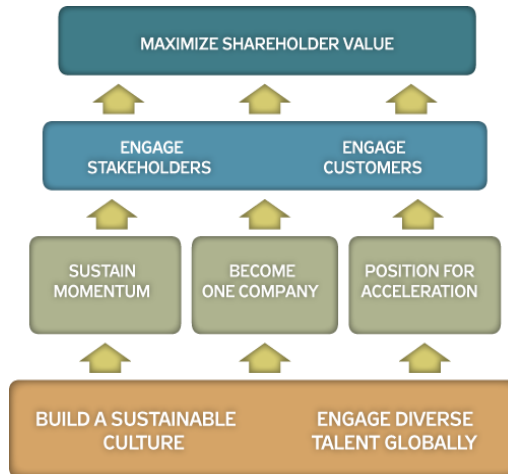 MAXIMIZE SHAREHOLDER VALUE
ENGAGE
STAKEHOLDERS
ENGAGE
CUSTOMERS
SUSTAIN
MOMENTUM
BECOME
ONE COMPANY
POSITION FOR
ACCELERATION
BUILD A SUSTAINABLE
CULTURE
ENGAGE DIVERSE
TALENT GLOBALLY